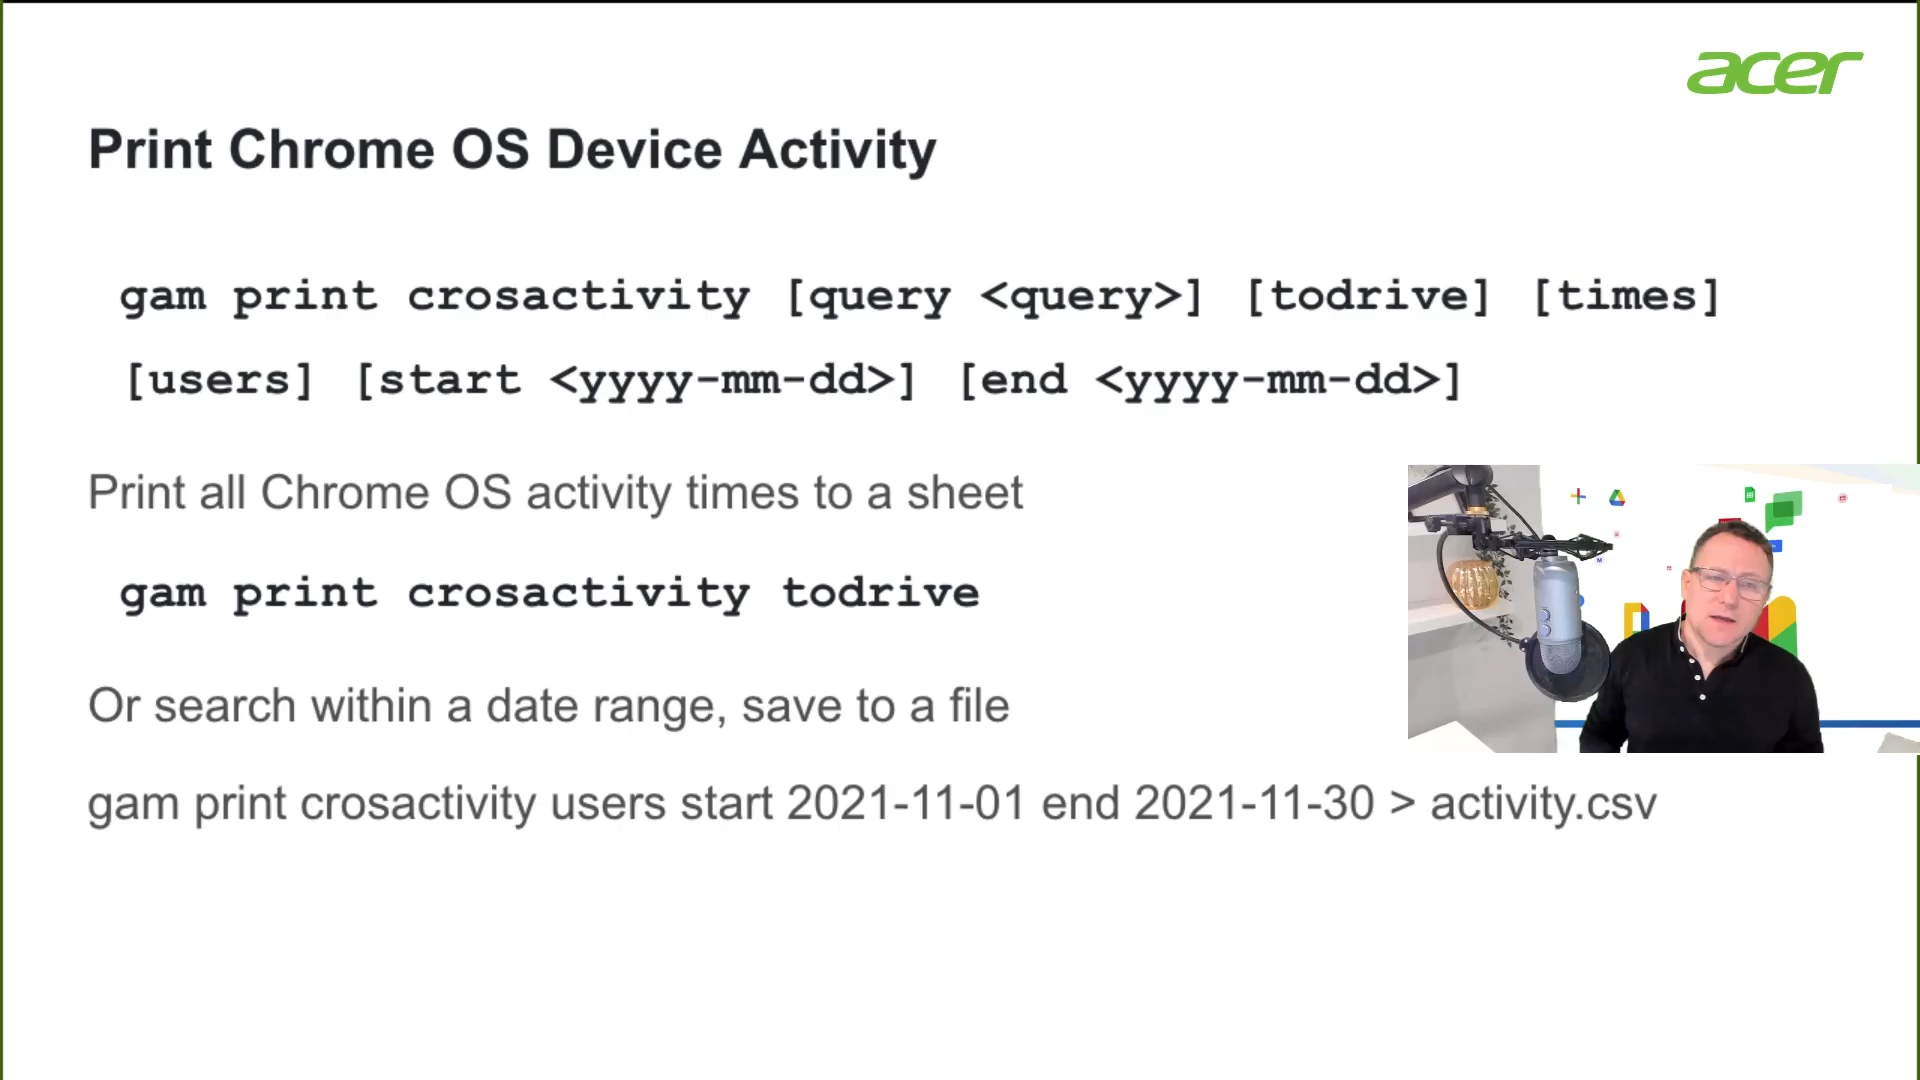 acer
Print Chrome OS Device Activity
gam print crosactivity [query <query>] [todrive] [times]
[users] [start <yyyy-mm-dd>] [end <yyyy-mm-dd>]
Print all Chrome OS activity times to a sheet
gam print crosactivity todrive
Or search within a date range, save to a file
gam print crosactivity users start 2021-11-01 end 2021-11-30 > activity.csv